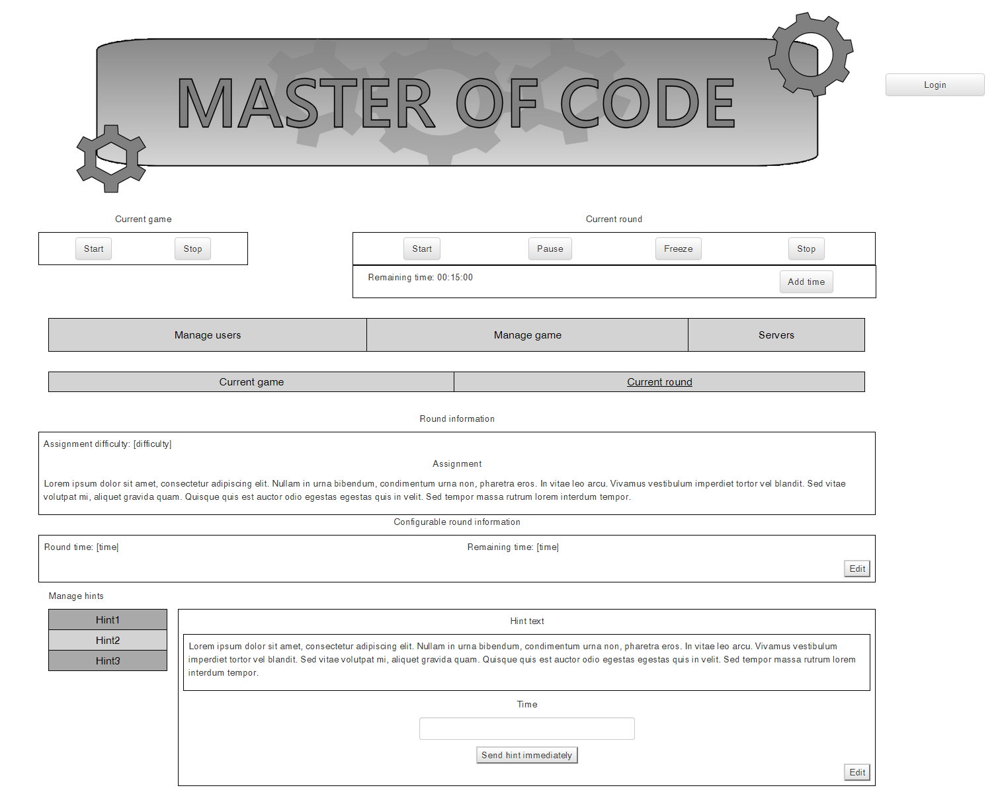 MASTER OF CODE
Login
Current game
Current round
Start
Stop
Start
Pause
Freeze
Stop
Remaining time: 00:15:00
Add time
Manage users
Manage game
Servers
Current game
Current round
Round information
Assignment difficulty: [difficulty]
Assignment
Lorem ipsum dolor sit amet, consectetur adipiscing elit. Nullam in urna bibendum, condimentum urna non, pharetra eros. In vitae leo arcu. Vivamus vestibulum imperdiet tortor vel blandit. Sed vitae
volutpat mi, aliquet gravida quam. Quisque quis est auctor odio egestas egestas quis in velit. Sed tempor massa rutrum lorem interdum tempor.
Configurable round information
Round time: [time]
Remaining time: [time]
Edit
Manage hints
Hint1
Hint2
Hint3
Hint text
Lorem ipsum dolor sit amet, consectetur adipiscing elit. Nullam in urna bibendum, condimentum urna non, pharetra eros. In vitae leo arcu. Vivamus vestibulum
imperdiet tortor vel blandit. Sed vitae volutpat mi, aliquet gravida quam. Quisque quis est auctor odio egestas egestas quis in velit. Sed tempor massa rutrum lorem
interdum tempor.
Time
Send hint immediately
Edit